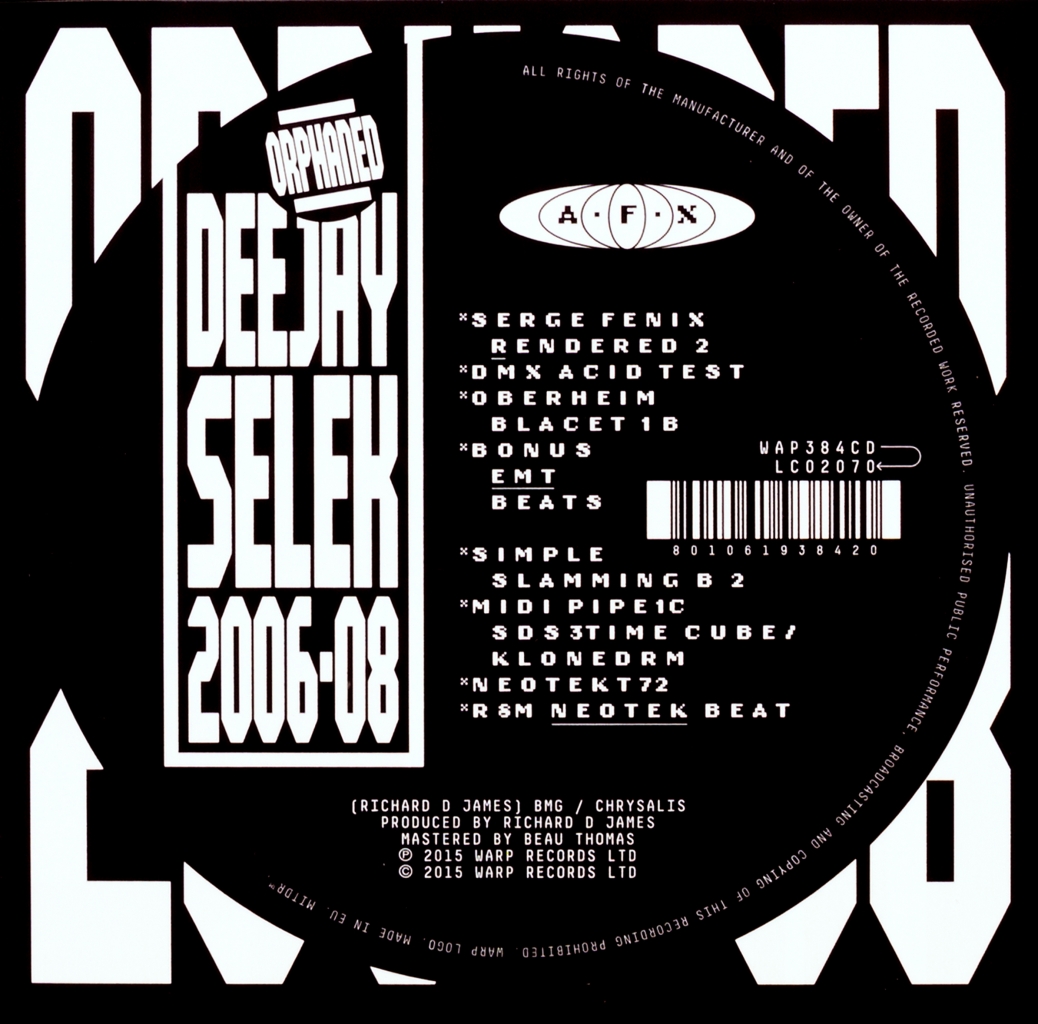 ORPHANED
DEEJAY
SELEK
2006-08
A·F·X
*SERGE FENIX
RENDERED 2
*DMX ACID TEST
*OBERHEIM
BLACET 1B
*BONUS
EMT
BEATS
WAP384CD
LC02070
801061938420
*SIMPLE
SLAMMING B 2
*MIDI PIPE1C
SDS3TIME CUBE/
KLONEDRM
*NEOTEKT72
*R8M NEOTEK BEAT
(RICHARD D JAMES) BMG / CHRYSALIS
PRODUCED BY RICHARD D JAMES
MASTERED BY BEAU THOMAS
℗ 2015 WARP RECORDS LTD
© 2015 WARP RECORDS LTD
ALL RIGHTS OF THE MANUFACTURER AND OF THE OWNER OF THE RECORDED WORK RESERVED. UNAUTHORISED PUBLIC PERFORMANCE, BROADCASTING AND COPYING OF THIS RECORDING PROHIBITED. WARP LOGO. MADE IN EU. MITDR™